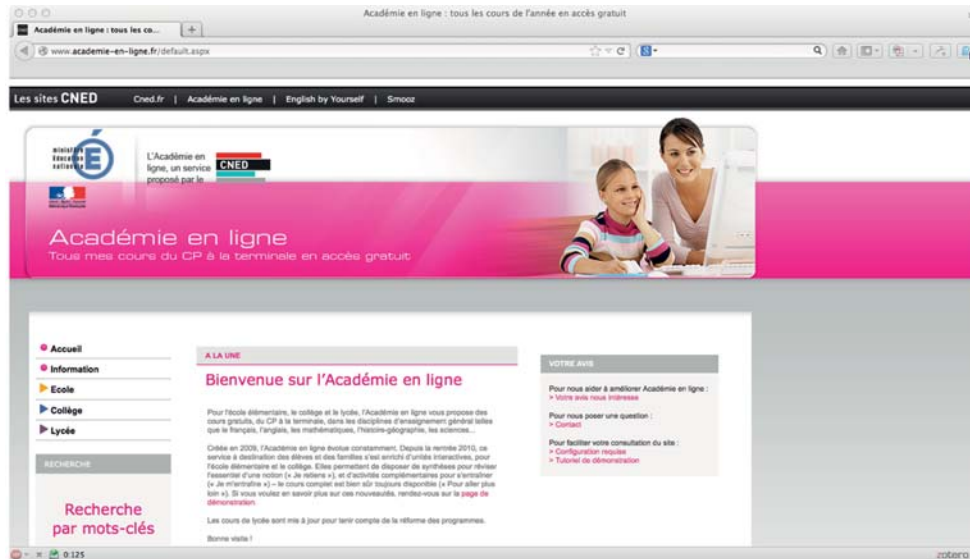 Académie en ligne : tous les cours de l'année en accès gratuit
Académie en ligne : tous les co...
www.academie-en-ligne.fr/default.aspx
Les sites CNED Cned.fr | Académie en ligne | English by Yourself | Smooz
ministère
éducation
nationale
L'Académie en
ligne, un service
proposé par le
CNED
Académie en ligne
Tous mes cours du CP à la terminale en accès gratuit
Accueil
Information
Ecole
Collège
Lycée
RECHERCHE
Recherche
par mots-clés
A LA UNE
Bienvenue sur l'Académie en ligne
Pour l'école élémentaire, le collège et le lycée, l'Académie en ligne vous propose des
cours gratuits, du CP à la terminale, dans les disciplines d'enseignement général telles
que le français, l'anglais, les mathématiques, l'histoire-géographie, les sciences...
Créée en 2009, l'Académie en ligne évolue constamment. Depuis la rentrée 2010, ce
service à destination des élèves et des familles s'est enrichi d'unités interactives, pour
l'école élémentaire et le collège. Elles permettent de disposer de synthèses pour réviser
l'essentiel d'une notion (« Je retiens »), et d'activités complémentaires pour s'entraîner
(« Je m'entraîne ») – le cours complet est bien sûr toujours disponible (« Pour aller plus
loin »). Si vous voulez en savoir plus sur ces nouveautés, rendez-vous sur la page de
démonstration.
Les cours de lycée sont mis à jour pour tenir compte de la réforme des programmes.
Bonne visite !
VOTRE AVIS
Pour nous aider à améliorer Académie en ligne :
> Votre avis nous intéresse
Pour nous poser une question :
> Contact
Pour faciliter votre consultation du site :
> Configuration requise
> Tutoriel de démonstration
0:125
zotero